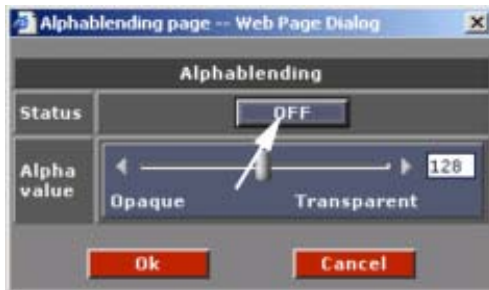 Alphablending page -- Web Page Dialog
Alphablending
Status OFF
Alpha value 128
Opaque Transparent
Ok Cancel